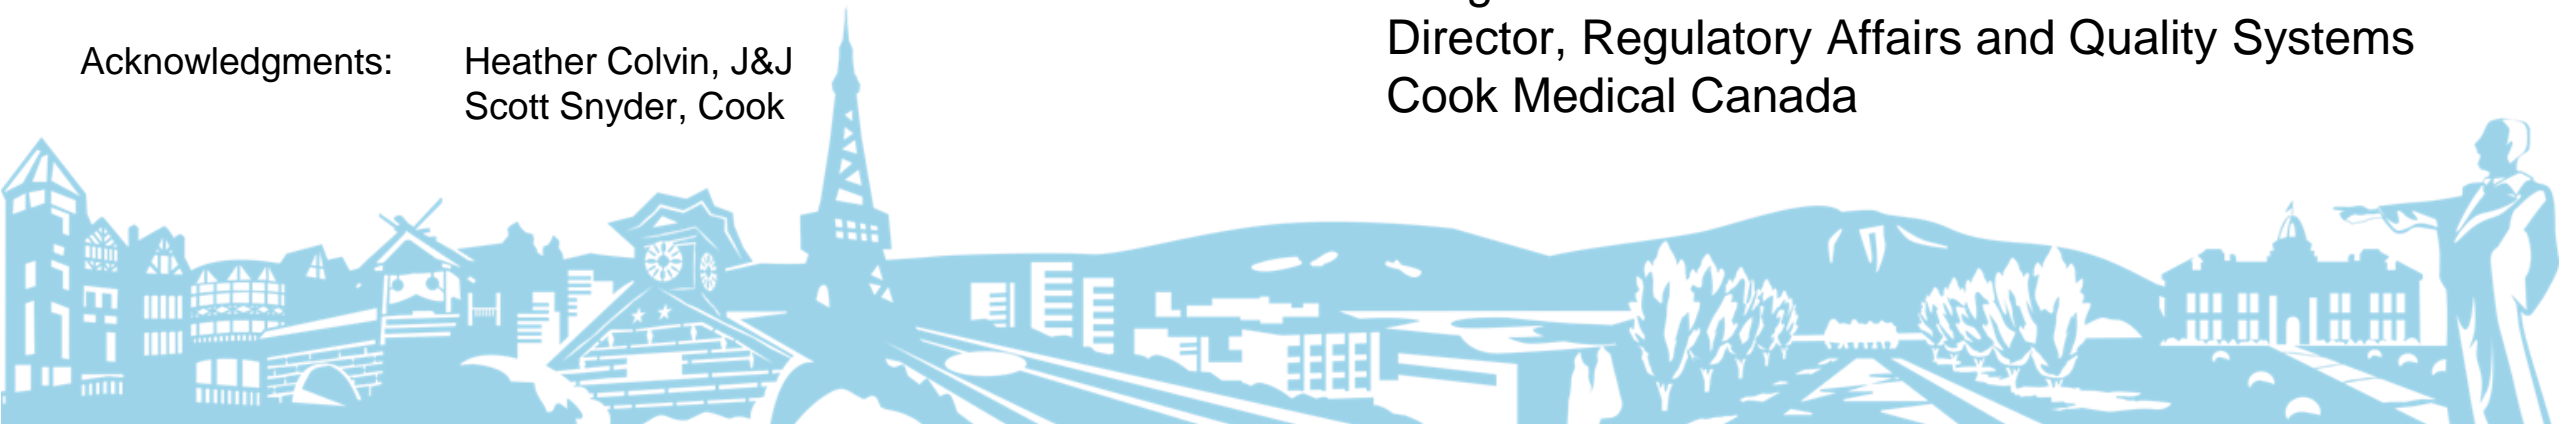 Acknowledgments: Heather Colvin, J&J
Scott Snyder, Cook
Director, Regulatory Affairs and Quality Systems
Cook Medical Canada